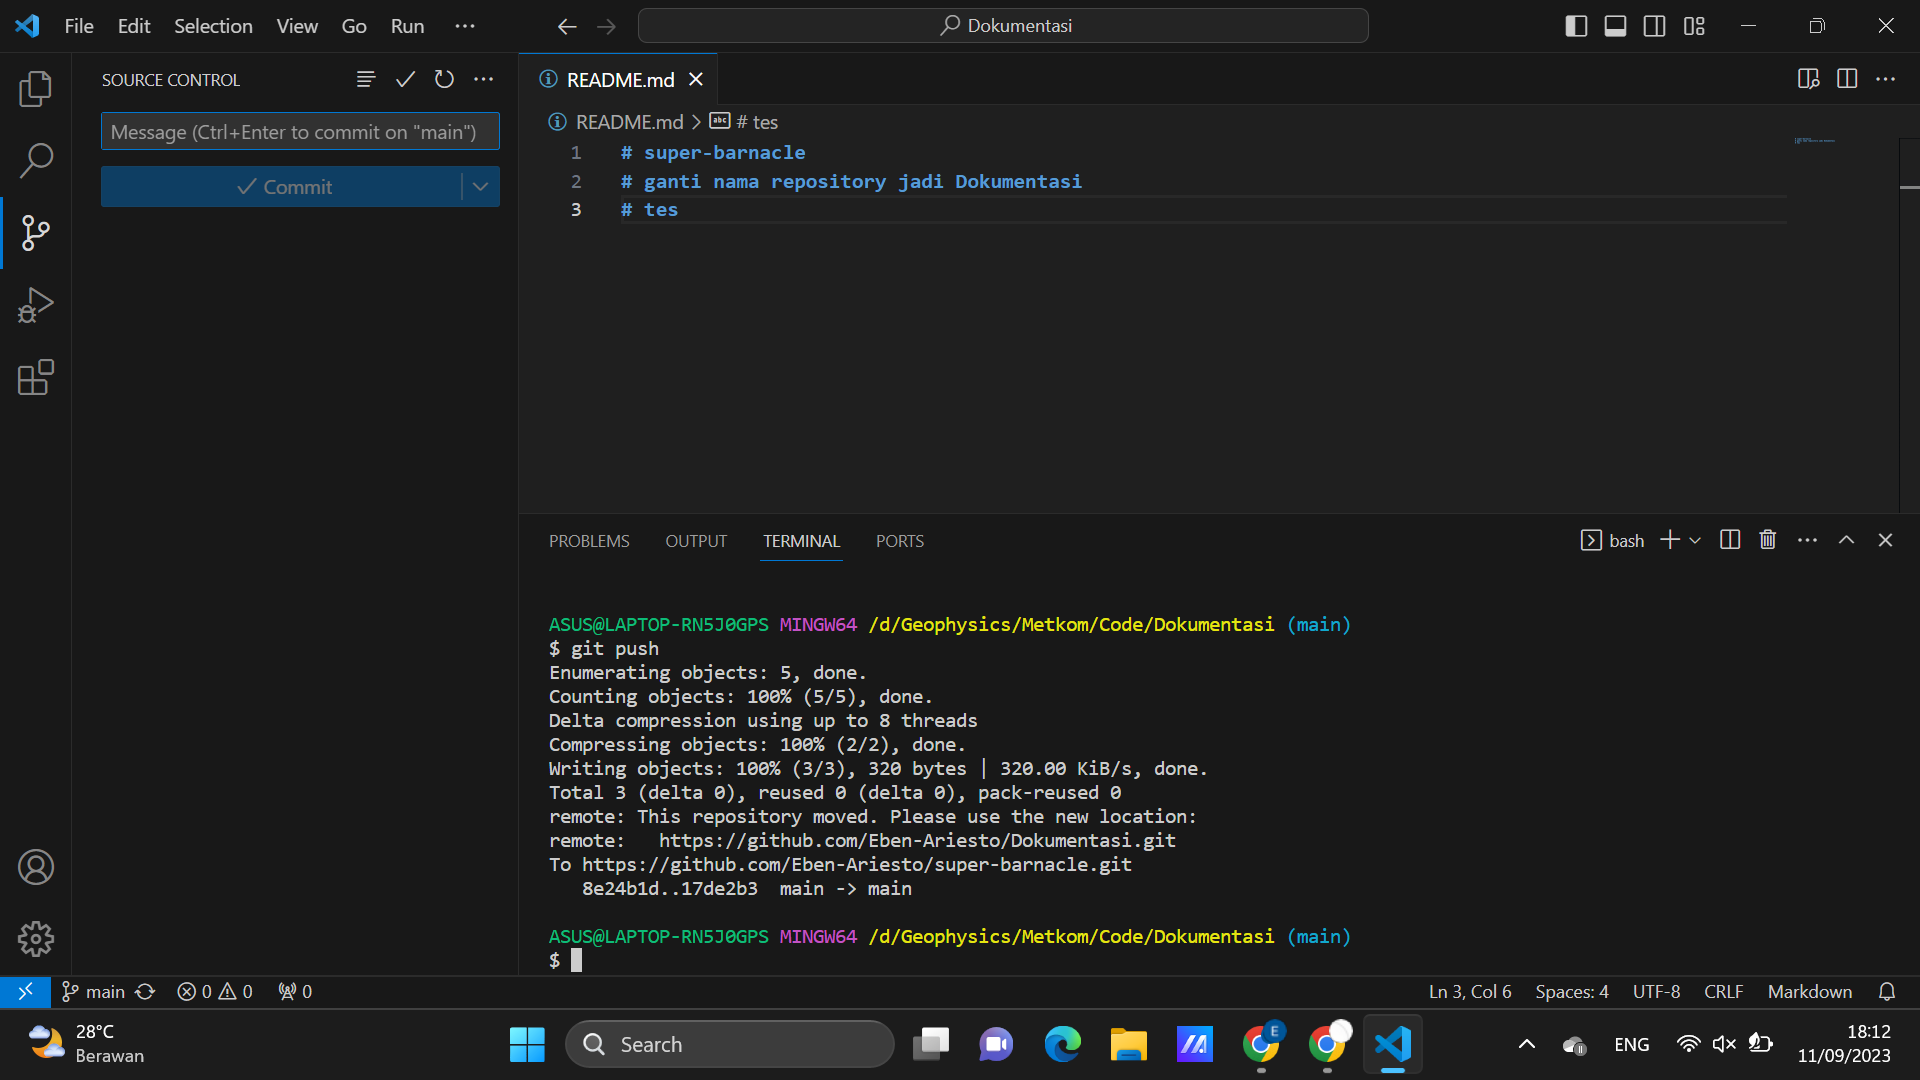 File Edit Selection View Go Run ···
Dokumentasi
SOURCE CONTROL
Message (Ctrl+Enter to commit on "main")
Commit
README.md
README.md > # tes
1 # super-barnacle
2 # ganti nama repository jadi Dokumentasi
3 # tes
PROBLEMS OUTPUT TERMINAL PORTS
bash
ASUS@LAPTOP-RN5J0GPS MINGW64 /d/Geophysics/Metkom/Code/Dokumentasi (main)
$ git push
Enumerating objects: 5, done.
Counting objects: 100% (5/5), done.
Delta compression using up to 8 threads
Compressing objects: 100% (2/2), done.
Writing objects: 100% (3/3), 320 bytes | 320.00 KiB/s, done.
Total 3 (delta 0), reused 0 (delta 0), pack-reused 0
remote: This repository moved. Please use the new location:
remote:   https://github.com/Eben-Ariesto/Dokumentasi.git
To https://github.com/Eben-Ariesto/super-barnacle.git
   8e24b1d..17de2b3  main -> main
ASUS@LAPTOP-RN5J0GPS MINGW64 /d/Geophysics/Metkom/Code/Dokumentasi (main)
$
main 0 0 0
Ln 3, Col 6 Spaces: 4 UTF-8 CRLF Markdown
28°C
Berawan
Search
E
ENG
18:12
11/09/2023